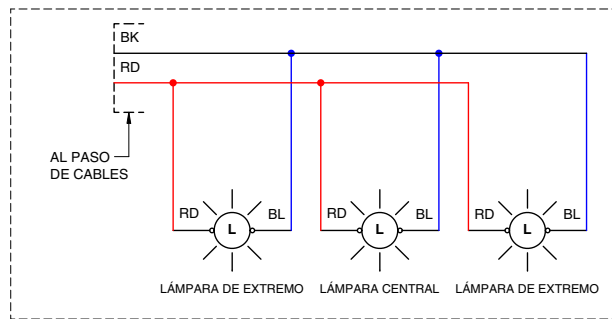 BK
RD
AL PASO
DE CABLES
RD
L
BL
RD
L
BL
RD
L
BL
LÁMPARA DE EXTREMO
LÁMPARA CENTRAL
LÁMPARA DE EXTREMO